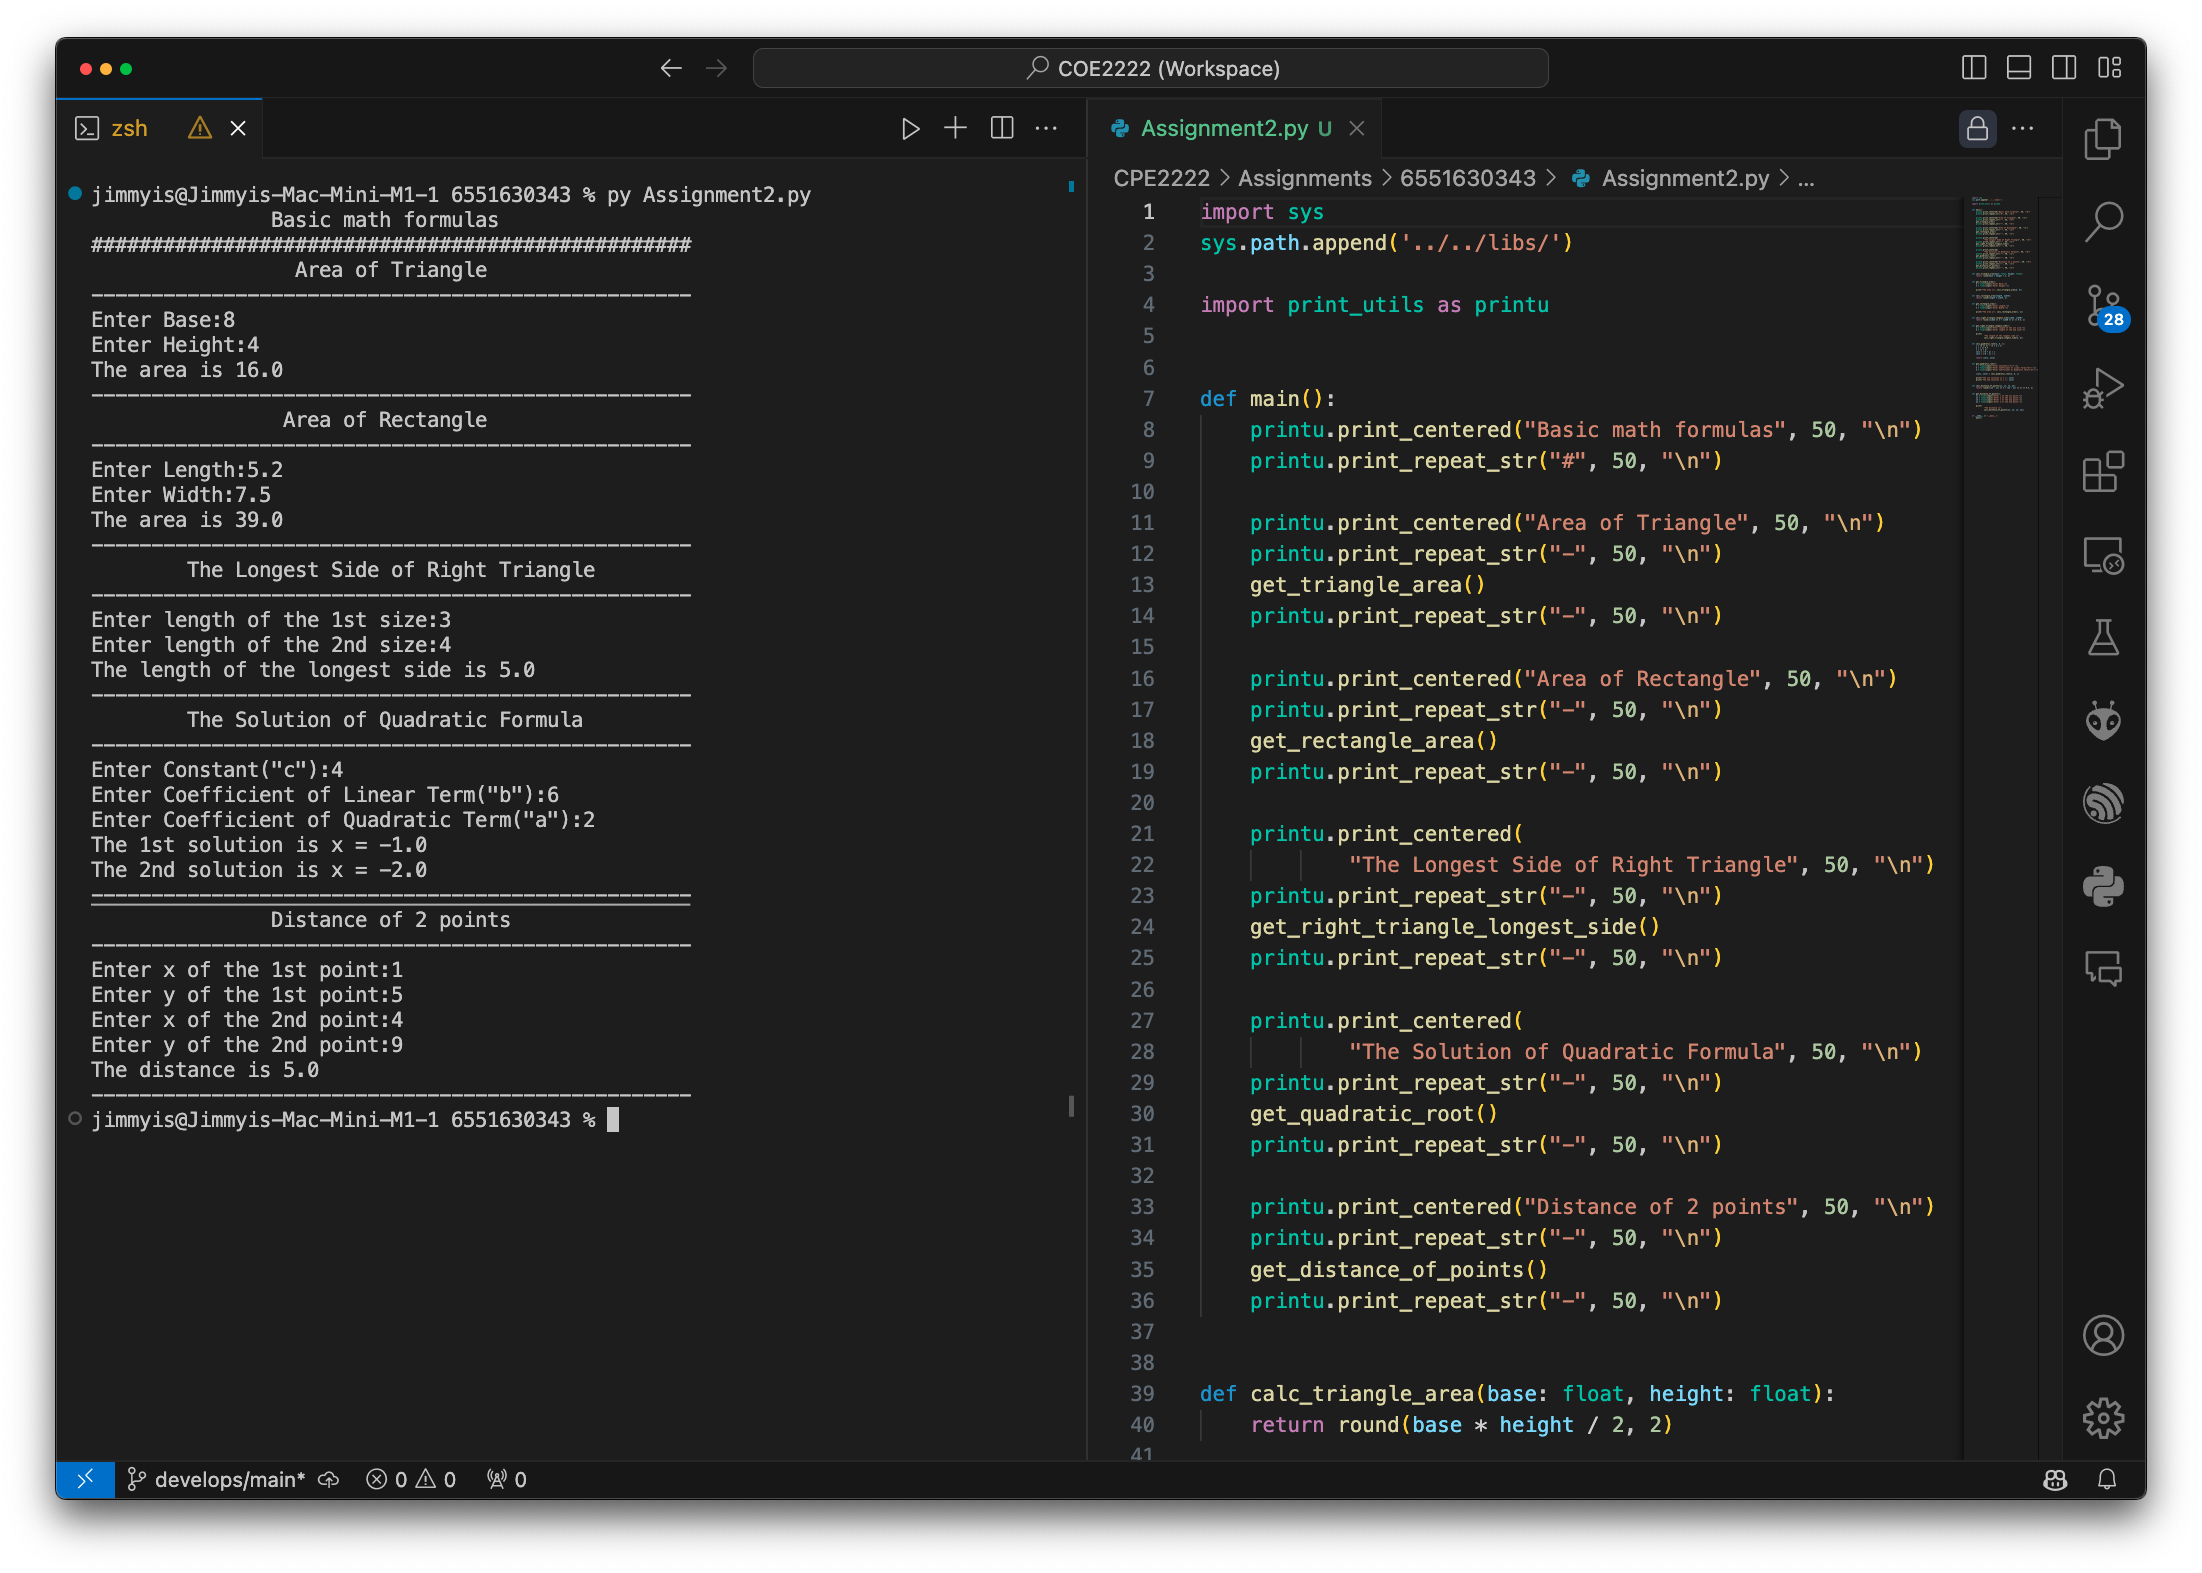 COE2222 (Workspace)
zsh
jimmyis@Jimmyis-Mac-Mini-M1-1 6551630343 % py Assignment2.py
Basic math formulas
##################################################
Area of Triangle
--------------------------------------------------
Enter Base:8
Enter Height:4
The area is 16.0
--------------------------------------------------
Area of Rectangle
--------------------------------------------------
Enter Length:5.2
Enter Width:7.5
The area is 39.0
--------------------------------------------------
The Longest Side of Right Triangle
--------------------------------------------------
Enter length of the 1st size:3
Enter length of the 2nd size:4
The length of the longest side is 5.0
--------------------------------------------------
The Solution of Quadratic Formula
--------------------------------------------------
Enter Constant("c"):4
Enter Coefficient of Linear Term("b"):6
Enter Coefficient of Quadratic Term("a"):2
The 1st solution is x = -1.0
The 2nd solution is x = -2.0
--------------------------------------------------
Distance of 2 points
--------------------------------------------------
Enter x of the 1st point:1
Enter y of the 1st point:5
Enter x of the 2nd point:4
Enter y of the 2nd point:9
The distance is 5.0
--------------------------------------------------
jimmyis@Jimmyis-Mac-Mini-M1-1 6551630343 %
Assignment2.py U
CPE2222 > Assignments > 6551630343 > Assignment2.py > ...
1 import sys
2 sys.path.append('../../libs/')
3
4 import print_utils as printu
5
6
7 def main():
8     printu.print_centered("Basic math formulas", 50, "\n")
9     printu.print_repeat_str("#", 50, "\n")
10
11     printu.print_centered("Area of Triangle", 50, "\n")
12     printu.print_repeat_str("-", 50, "\n")
13     get_triangle_area()
14     printu.print_repeat_str("-", 50, "\n")
15
16     printu.print_centered("Area of Rectangle", 50, "\n")
17     printu.print_repeat_str("-", 50, "\n")
18     get_rectangle_area()
19     printu.print_repeat_str("-", 50, "\n")
20
21     printu.print_centered(
22             "The Longest Side of Right Triangle", 50, "\n")
23     printu.print_repeat_str("-", 50, "\n")
24     get_right_triangle_longest_side()
25     printu.print_repeat_str("-", 50, "\n")
26
27     printu.print_centered(
28             "The Solution of Quadratic Formula", 50, "\n")
29     printu.print_repeat_str("-", 50, "\n")
30     get_quadratic_root()
31     printu.print_repeat_str("-", 50, "\n")
32
33     printu.print_centered("Distance of 2 points", 50, "\n")
34     printu.print_repeat_str("-", 50, "\n")
35     get_distance_of_points()
36     printu.print_repeat_str("-", 50, "\n")
37
38
39 def calc_triangle_area(base: float, height: float):
40     return round(base * height / 2, 2)
41
28
develops/main* 0 0 0